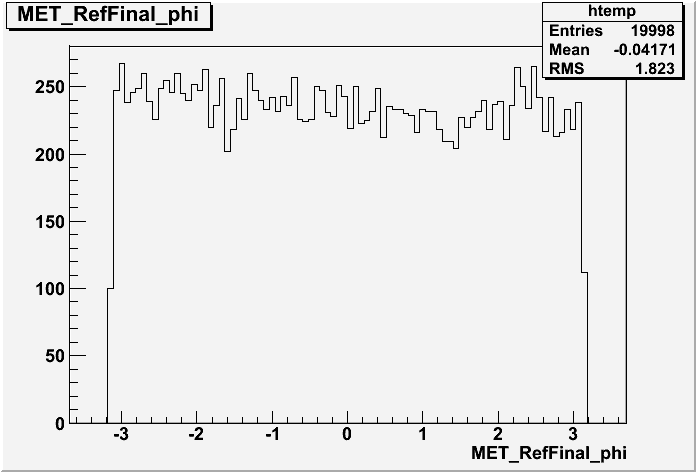 MET_RefFinal_phi
htemp
Entries 19998
Mean -0.04171
RMS 1.823
250
200
150
100
50
0
-3 -2 -1 0 1 2 3
MET_RefFinal_phi